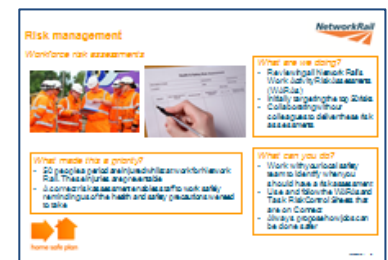 NetworkRail
Risk management
Workforce risk assessments
What are we doing?
- Reviewing all Network Rail's
Work Activity Risk Assessments
(WARAs)
- Initially targeting the top 50 risks
- Collaborating with our
colleagues to deliver these risk
assessments
What made this a priority?
- 50 people a period are injured whilst at work for Network
Rail. These injuries are preventable
- A correct risk assessment enables staff to work safely
reminding us of the health and safety precautions we need
to take
What can you do?
- Work with your local safety
team to identify when you
should have a risk assessment
- Use and follow the WARAs and
Task Risk Control Sheets that
are on Connect
- Always propose how jobs can
be done safer
home safe plan